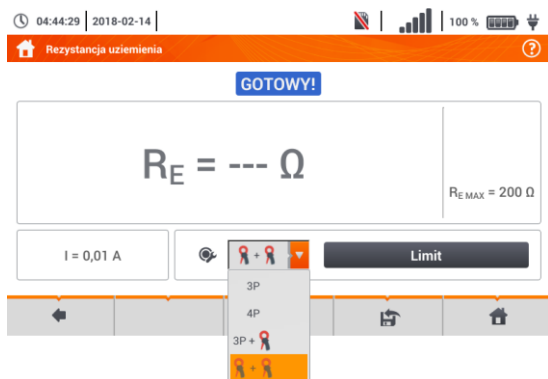 04:44:29 2018-02-14 100 %
Rezystancja uziemienia ?
GOTOWY!
RE = --- Ω
RE MAX = 200 Ω
I = 0,01 A + Limit
3P
4P
3P +
+